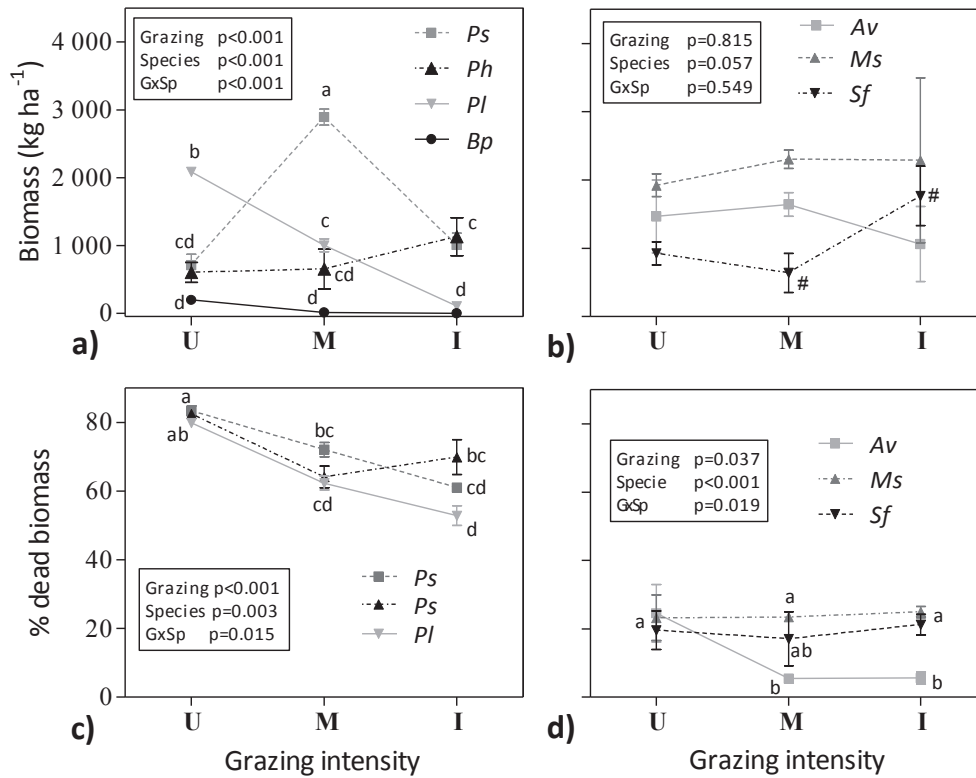 Biomass (kg ha⁻¹)
4 000
3 000
2 000
1 000
0
Grazing p<0.001
Species p<0.001
GxSp p<0.001
Ps
Ph
Pl
Bp
a
b
c
c
cd
cd
d
d
d
U M I
a)
Grazing p=0.815
Species p=0.057
GxSp p=0.549
Av
Ms
Sf
#
#
U M I
b)
% dead biomass
80
60
40
20
0
a
ab
bc
cd
bc
cd
d
Grazing p<0.001
Species p=0.003
GxSp p=0.015
Ps
Ps
Pl
U M I
c)
Grazing intensity
Grazing p=0.037
Specie p<0.001
GxSp p=0.019
Av
Ms
Sf
a
a
a
ab
b
b
U M I
d)
Grazing intensity